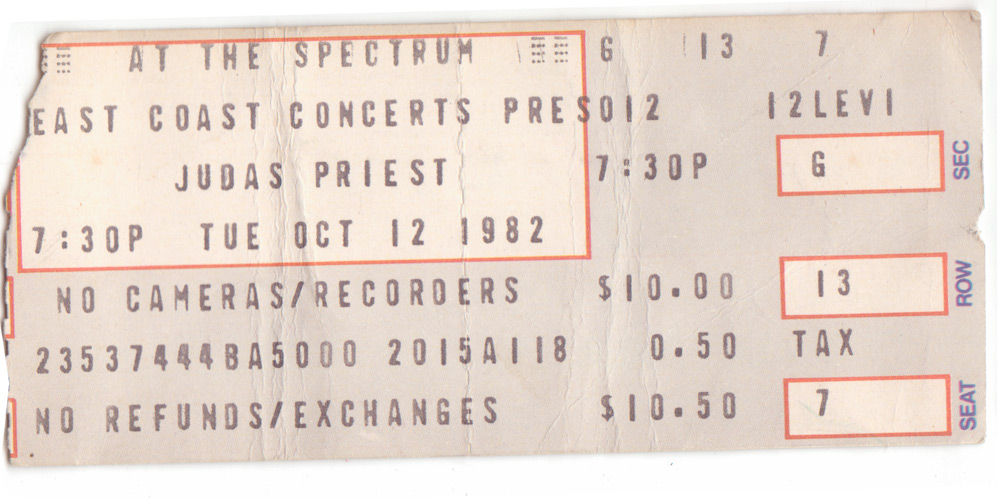 AT THE SPECTRUM G 13 7
EAST COAST CONCERTS PRES012 12LEVI
JUDAS PRIEST 7:30P G SEC
7:30P TUE OCT 12 1982
NO CAMERAS/RECORDERS $10.00 13 ROW
23537444BA5000 2015A118 0.50 TAX
NO REFUNDS/EXCHANGES $10.50 7 SEAT